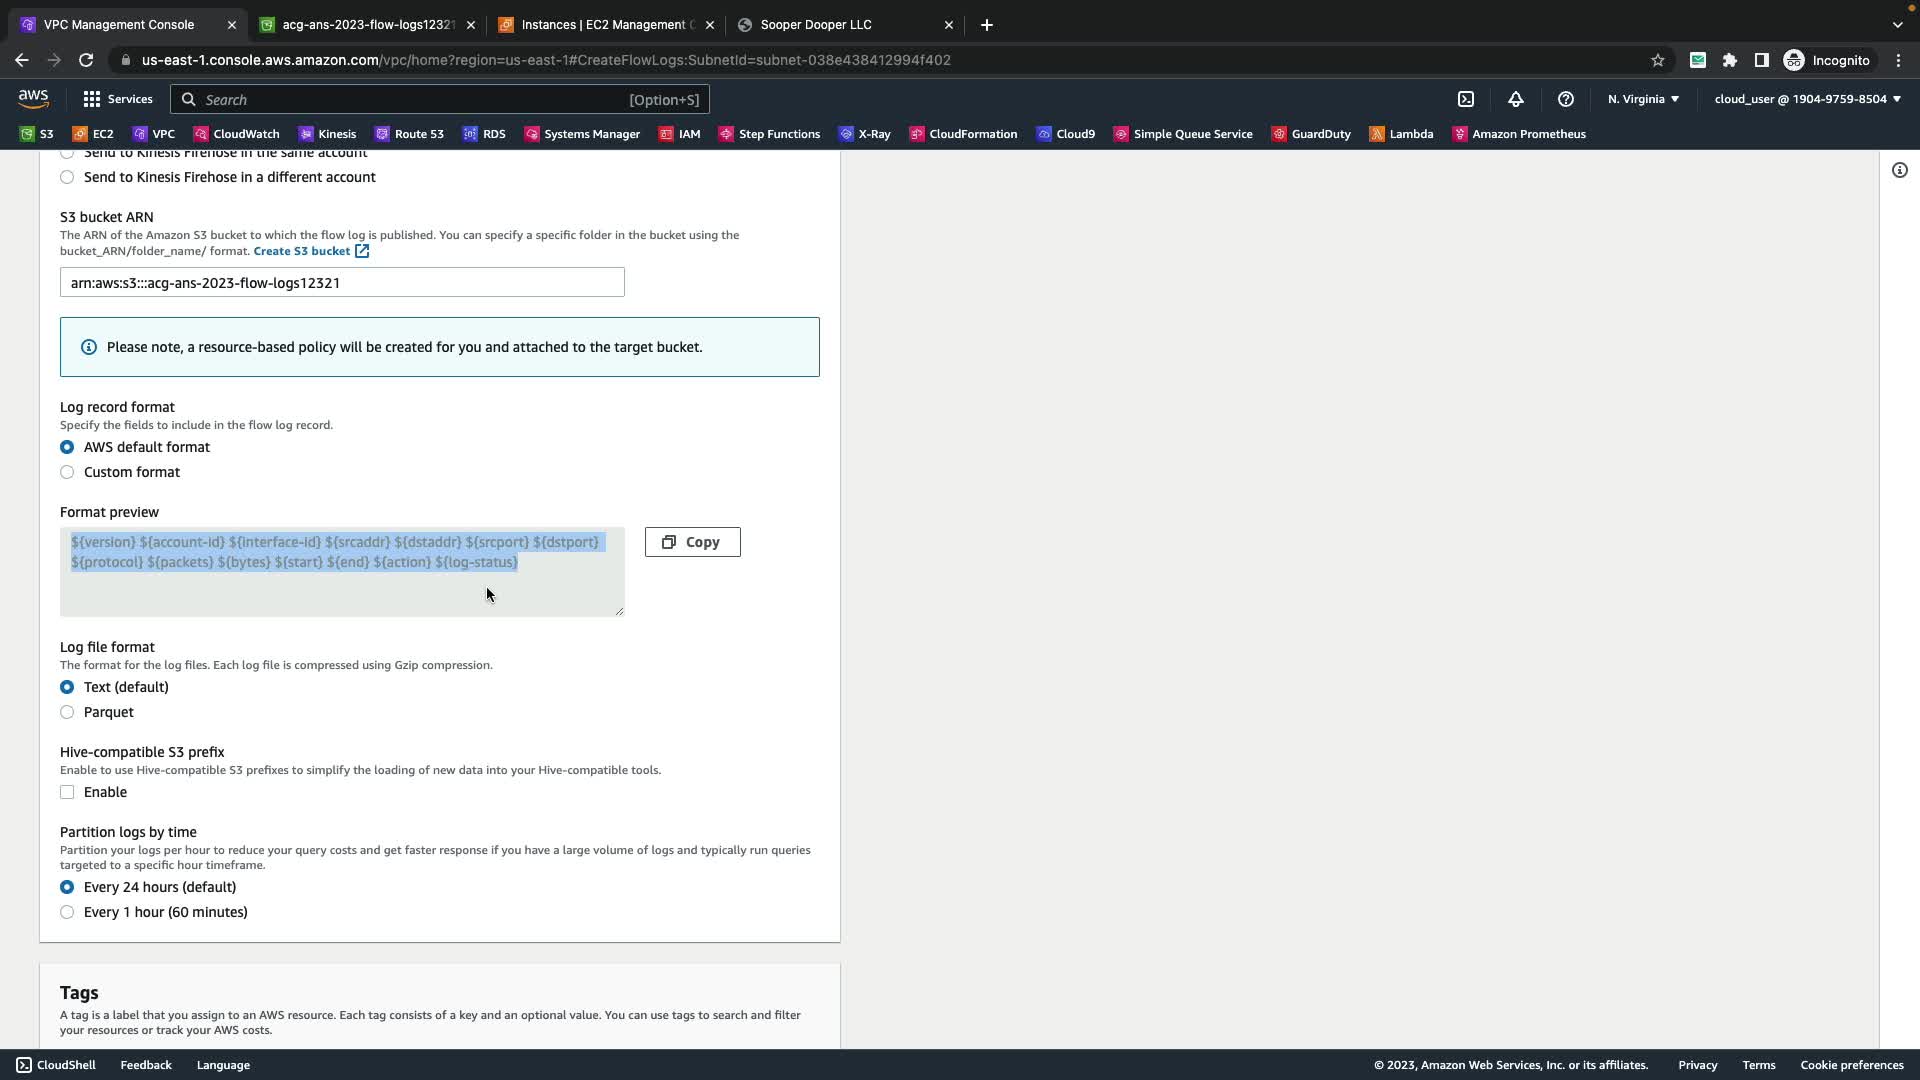 VPC Management Console
acg-ans-2023-flow-logs12321
Instances | EC2 Management C
Sooper Dooper LLC
us-east-1.console.aws.amazon.com/vpc/home?region=us-east-1#CreateFlowLogs:SubnetId=subnet-038e438412994f402
Incognito
aws
Services
Search
[Option+S]
N. Virginia
cloud_user @ 1904-9759-8504
S3
EC2
VPC
CloudWatch
Kinesis
Route 53
RDS
Systems Manager
IAM
Step Functions
X-Ray
CloudFormation
Cloud9
Simple Queue Service
GuardDuty
Lambda
Amazon Prometheus
Send to Kinesis Firehose in the same account
Send to Kinesis Firehose in a different account
S3 bucket ARN
The ARN of the Amazon S3 bucket to which the flow log is published. You can specify a specific folder in the bucket using the
bucket_ARN/folder_name/ format. Create S3 bucket
arn:aws:s3:::acg-ans-2023-flow-logs12321
Please note, a resource-based policy will be created for you and attached to the target bucket.
Log record format
Specify the fields to include in the flow log record.
AWS default format
Custom format
Format preview
${version} ${account-id} ${interface-id} ${srcaddr} ${dstaddr} ${srcport} ${dstport}
${protocol} ${packets} ${bytes} ${start} ${end} ${action} ${log-status}
Copy
Log file format
The format for the log files. Each log file is compressed using Gzip compression.
Text (default)
Parquet
Hive-compatible S3 prefix
Enable to use Hive-compatible S3 prefixes to simplify the loading of new data into your Hive-compatible tools.
Enable
Partition logs by time
Partition your logs per hour to reduce your query costs and get faster response if you have a large volume of logs and typically run queries
targeted to a specific hour timeframe.
Every 24 hours (default)
Every 1 hour (60 minutes)
Tags
A tag is a label that you assign to an AWS resource. Each tag consists of a key and an optional value. You can use tags to search and filter
your resources or track your AWS costs.
CloudShell
Feedback
Language
© 2023, Amazon Web Services, Inc. or its affiliates.
Privacy
Terms
Cookie preferences